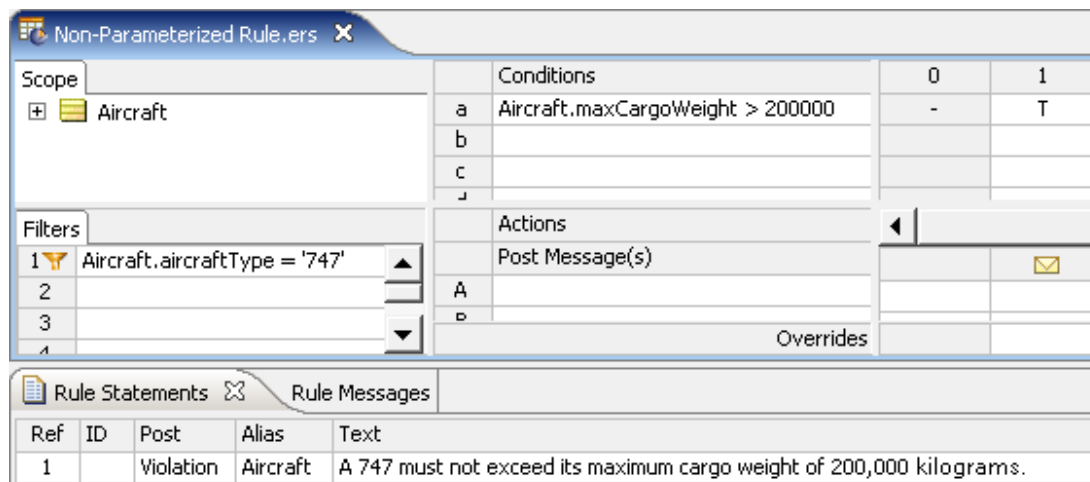 Non-Parameterized Rule.ers
Scope
Aircraft
Conditions 0 1
a Aircraft.maxCargoWeight > 200000 - T
b
c
Filters
1 Aircraft.aircraftType = '747'
2
3
Actions
Post Message(s)
A
Overrides
Rule Statements Rule Messages
Ref ID Post Alias Text
1 Violation Aircraft A 747 must not exceed its maximum cargo weight of 200,000 kilograms.